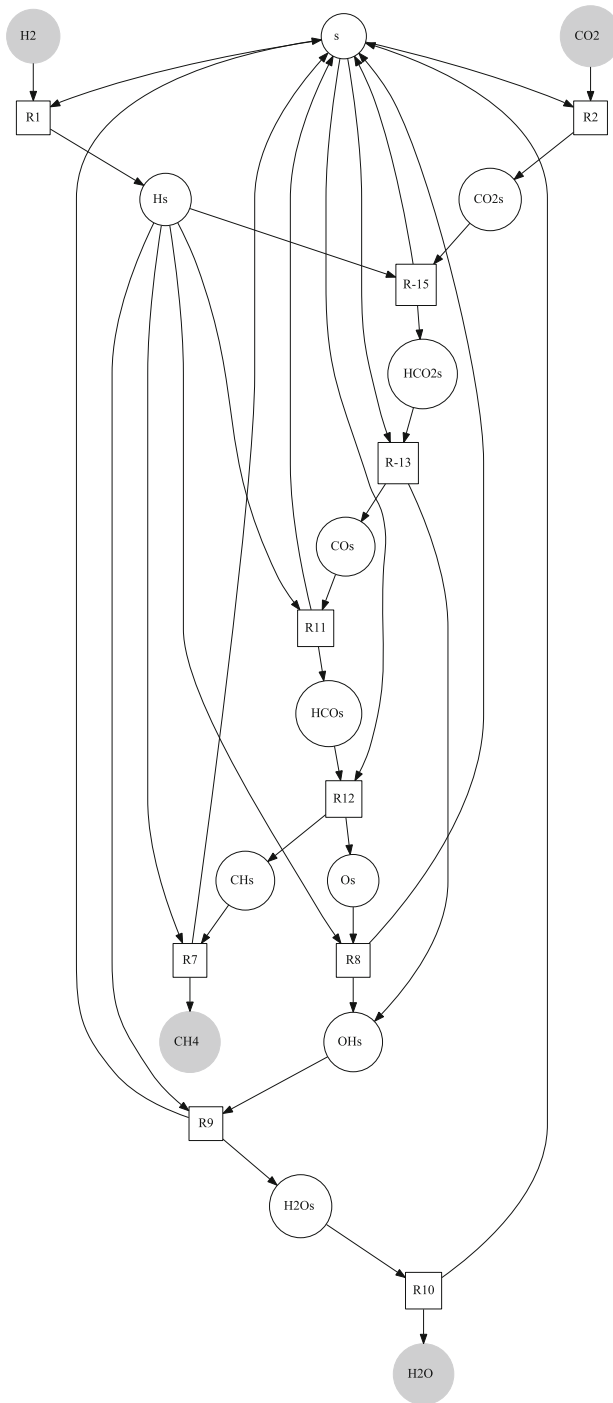 H2
s
CO2
R1
R2
Hs
CO2s
R-15
HCO2s
R-13
COs
R11
HCOs
R12
CHs
Os
R7
R8
CH4
OHs
R9
H2Os
R10
H2O